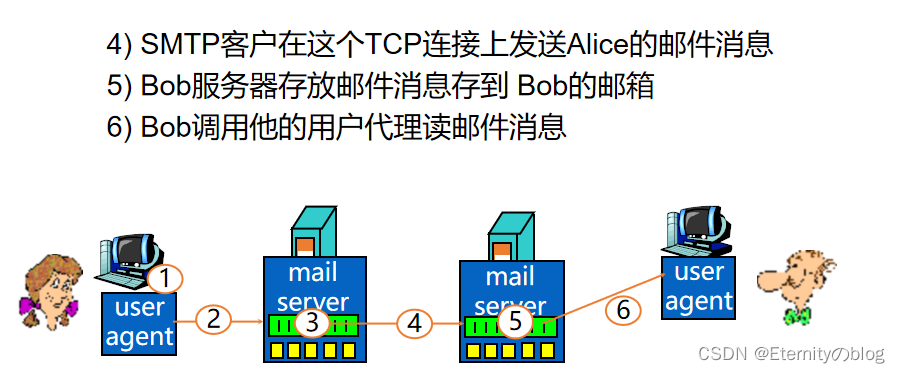 4) SMTP客户在这个TCP连接上发送Alice的邮件消息
5) Bob服务器存放邮件消息存到 Bob的邮箱
6) Bob调用他的用户代理读邮件消息
1
user
agent
2
mail
server
3
4
mail
server
5
6
user
agent
CSDN @Eternityのblog